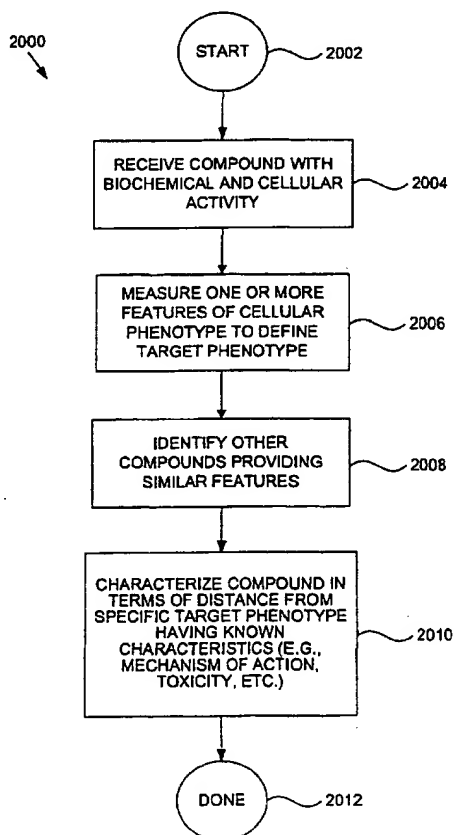 2000
START
2002
RECEIVE COMPOUND WITH
BIOCHEMICAL AND CELLULAR
ACTIVITY
2004
MEASURE ONE OR MORE
FEATURES OF CELLULAR
PHENOTYPE TO DEFINE
TARGET PHENOTYPE
2006
IDENTIFY OTHER
COMPOUNDS PROVIDING
SIMILAR FEATURES
2008
CHARACTERIZE COMPOUND IN
TERMS OF DISTANCE FROM
SPECIFIC TARGET PHENOTYPE
HAVING KNOWN
CHARACTERISTICS (E.G.,
MECHANISM OF ACTION,
TOXICITY, ETC.)
2010
DONE
2012